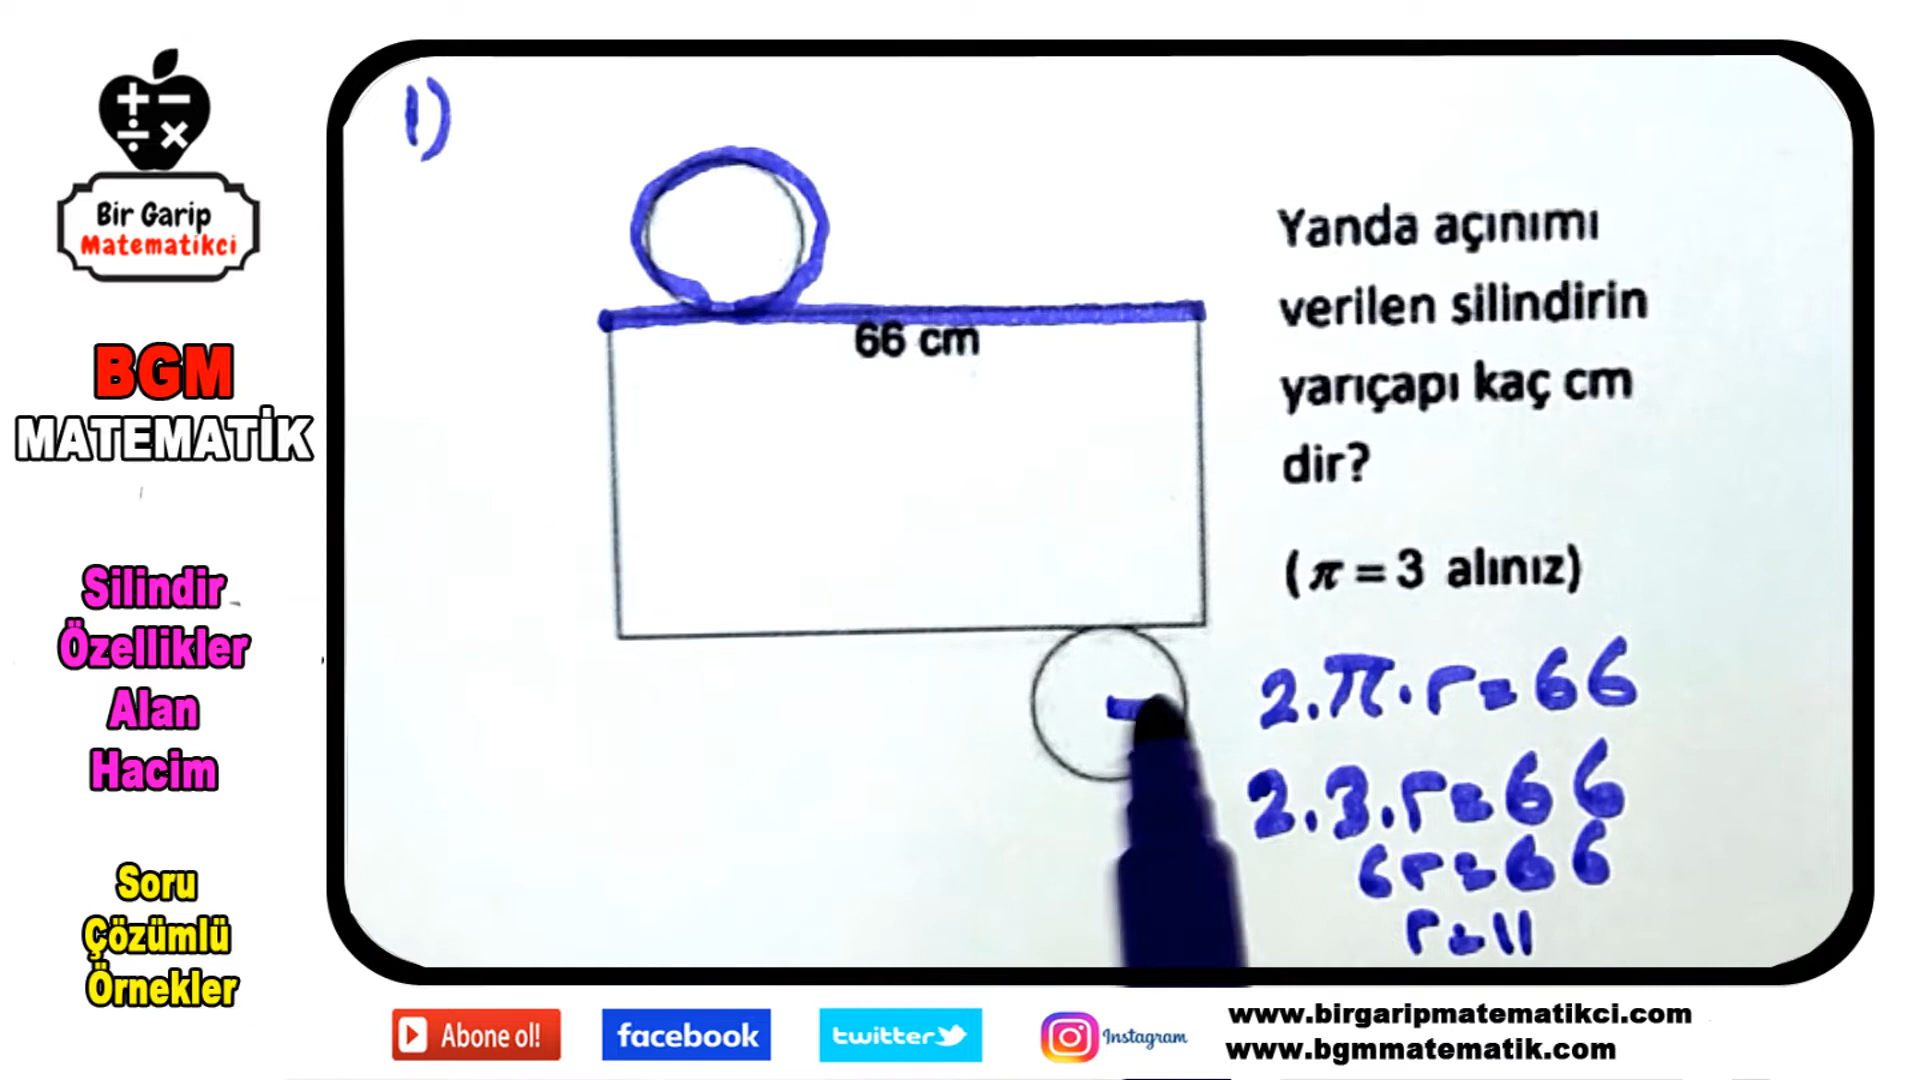 + -
÷ ×
Bir Garip
Matematikci
BGM
MATEMATİK
Silindir
Özellikler
Alan
Hacim
Soru
Çözümlü
Örnekler
1)
66 cm
Yanda açınımı
verilen silindirin
yarıçapı kaç cm
dir?
(π = 3 alınız)
2.π.r=66
2.3.r=66
6r=66
r=11
Abone ol!
facebook
twitter
Instagram
www.birgaripmatematikci.com
www.bgmmatematik.com